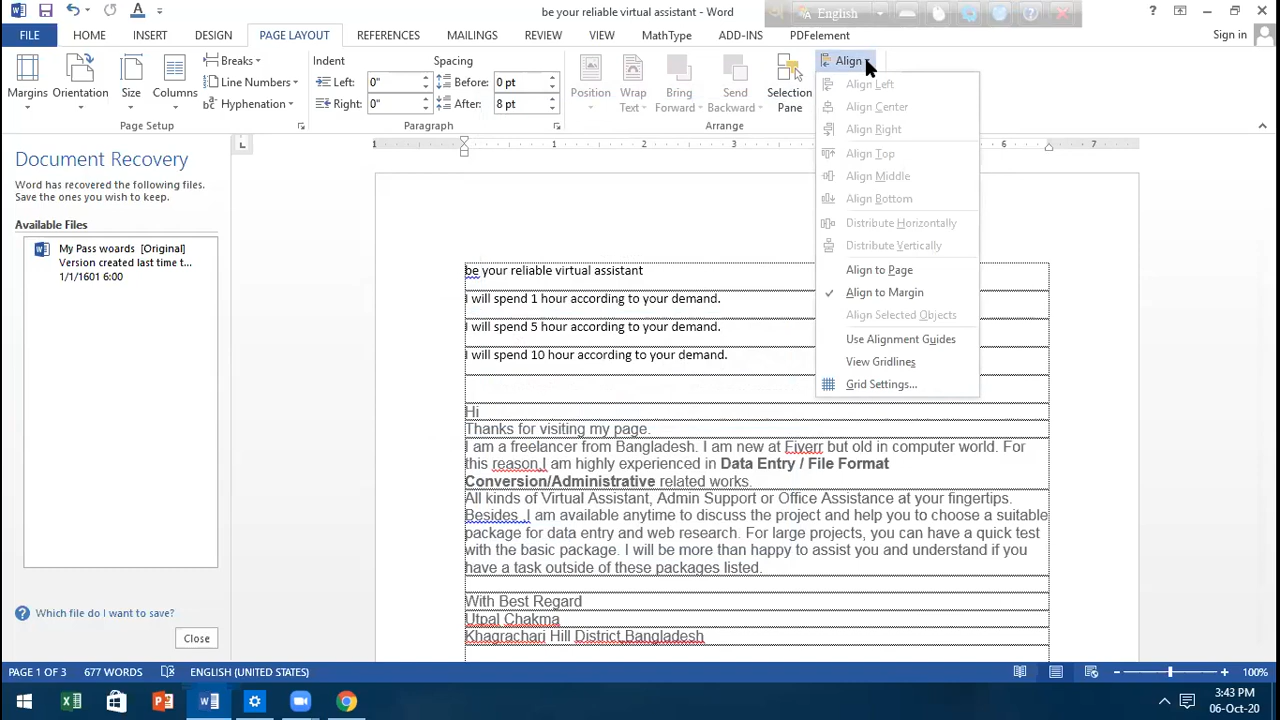 be your reliable virtual assistant - Word
English
Sign in
FILE HOME INSERT DESIGN PAGE LAYOUT REFERENCES MAILINGS REVIEW VIEW MathType ADD-INS PDFelement
Margins
Orientation
Size
Columns
Breaks
Line Numbers
Hyphenation
Page Setup
Indent
Left: 0"
Right: 0"
Spacing
Before: 0 pt
After: 8 pt
Paragraph
Position
Wrap Text
Bring Forward
Send Backward
Selection Pane
Align
Arrange
Align Left
Align Center
Align Right
Align Top
Align Middle
Align Bottom
Distribute Horizontally
Distribute Vertically
Align to Page
Align to Margin
Align Selected Objects
Use Alignment Guides
View Gridlines
Grid Settings...
Document Recovery
Word has recovered the following files.
Save the ones you wish to keep.
Available Files
My Pass woards [Original]
Version created last time t...
1/1/1601 6:00
Which file do I want to save?
Close
1 1 2 3 6 7
be your reliable virtual assistant
I will spend 1 hour according to your demand.
I will spend 5 hour according to your demand.
I will spend 10 hour according to your demand.
Hi
Thanks for visiting my page.
I am a freelancer from Bangladesh. I am new at Fiverr but old in computer world. For
this reason,I am highly experienced in Data Entry / File Format
Conversion/Administrative related works.
All kinds of Virtual Assistant, Admin Support or Office Assistance at your fingertips.
Besides ,I am available anytime to discuss the project and help you to choose a suitable
package for data entry and web research. For large projects, you can have a quick test
with the basic package. I will be more than happy to assist you and understand if you
have a task outside of these packages listed.
With Best Regard
Utpal Chakma
Khagrachari Hill District,Bangladesh
PAGE 1 OF 3 677 WORDS ENGLISH (UNITED STATES) 100%
3:43 PM
06-Oct-20